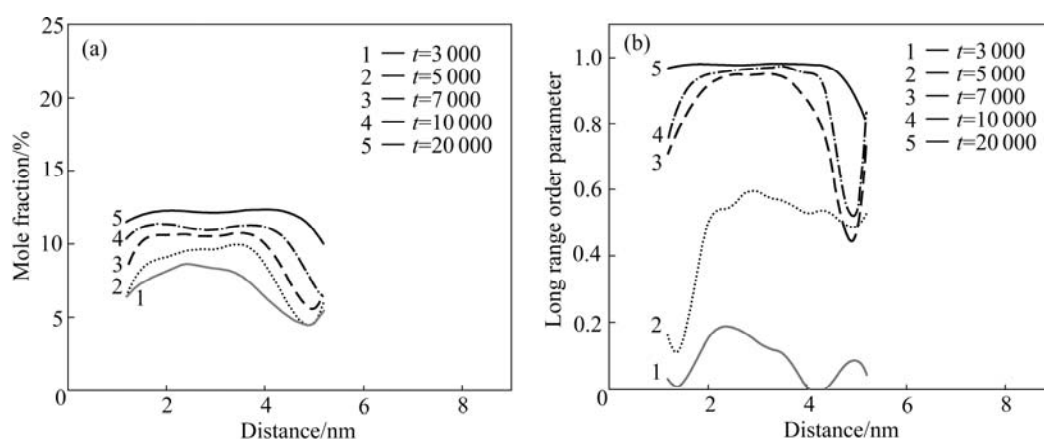 (a)
25
20
15
10
5
0
Mole fraction/%
1 — t=3 000
2 — t=5 000
3 — t=7 000
4 — t=10 000
5 — t=20 000
5
4
3
2
1
2
4
6
8
Distance/nm
(b)
1.0
0.8
0.6
0.4
0.2
0
Long range order parameter
1 — t=3 000
2 — t=5 000
3 — t=7 000
4 — t=10 000
5 — t=20 000
5
4
3
2
1
2
4
6
8
Distance/nm